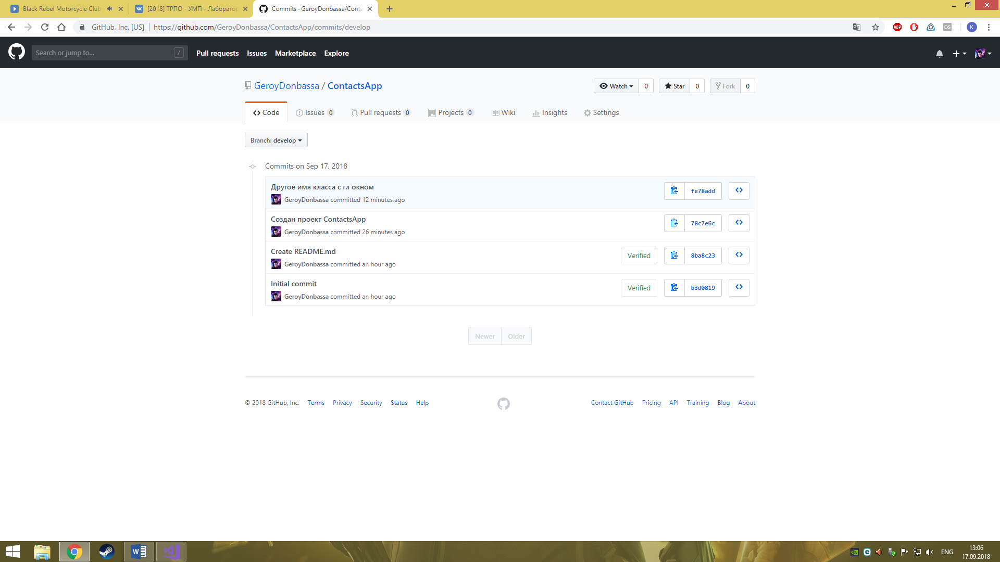 Black Rebel Motorcycle Club
[2018] ТРПО - УМП - Лаборатор
Commits · GeroyDonbassa/Conta
GitHub, Inc. [US]
https://github.com/GeroyDonbassa/ContactsApp/commits/develop
ABP
K
Search or jump to...
/
Pull requests
Issues
Marketplace
Explore
GeroyDonbassa / ContactsApp
Watch 0
Star 0
Fork 0
Code
Issues 0
Pull requests 0
Projects 0
Wiki
Insights
Settings
Branch: develop
Commits on Sep 17, 2018
Другое имя класса с гл окном
GeroyDonbassa committed 12 minutes ago
fe78add
Создан проект ContactsApp
GeroyDonbassa committed 26 minutes ago
78c7e6c
Create README.md
GeroyDonbassa committed an hour ago
Verified
8ba8c23
Initial commit
GeroyDonbassa committed an hour ago
Verified
b3d0819
Newer
Older
© 2018 GitHub, Inc.
Terms
Privacy
Security
Status
Help
Contact GitHub
Pricing
API
Training
Blog
About
ENG
13:06
17.09.2018